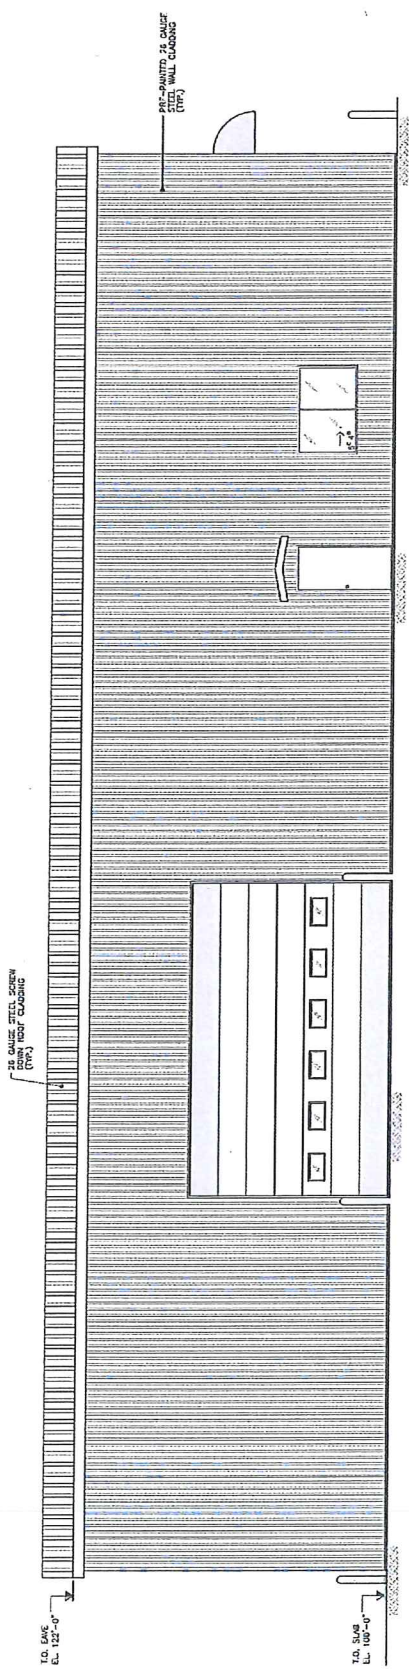 26 GAUGE STEEL SCREW
DOWN ROOF CLADDING
(TYP.)
PRE-PAINTED 26 GAUGE
STEEL WALL CLADDING
(TYP.)
T.O. EAVE
EL. 122'-0"
T.O. SLAB
EL. 100'-0"